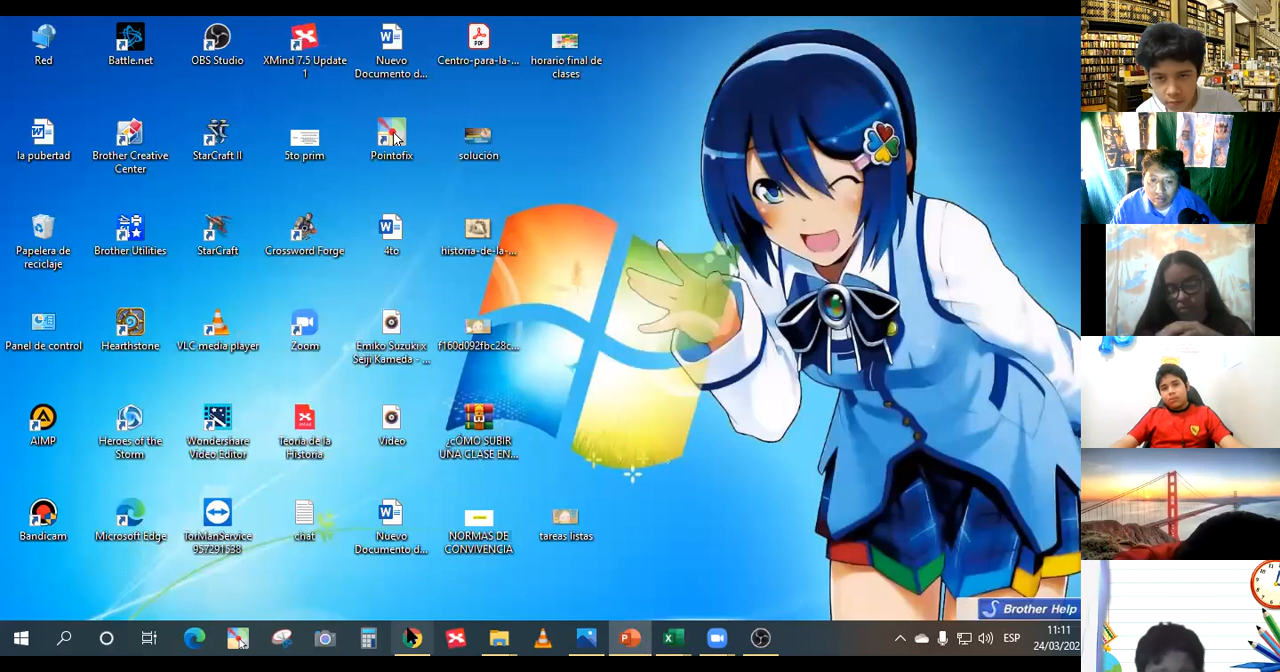 Red
Battle.net
OBS Studio
XMind 7.5 Update
1
Nuevo
Documento d...
PDF
Centro-para-la-...
horario final de
clases
la pubertad
Brother Creative
Center
StarCraft II
5to prim
Pointofix
solución
Papelera de
reciclaje
Brother Utilities
StarCraft
Crossword Forge
4to
historia-de-la-...
Panel de control
Hearthstone
VLC media player
Zoom
Emiko Suzuki x
Seiji Kameda - ...
f160d092fbc28c...
AIMP
Heroes of the
Storm
Wondershare
Video Editor
Teoria de la
Historia
Video
¿CÓMO SUBIR
UNA CLASE EN...
Bandicam
Microsoft Edge
TorManService
957291538
chat
Nuevo
Documento d...
NORMAS DE
CONVIVENCIA
tareas listas
Brother Help
ESP
11:11
24/03/202